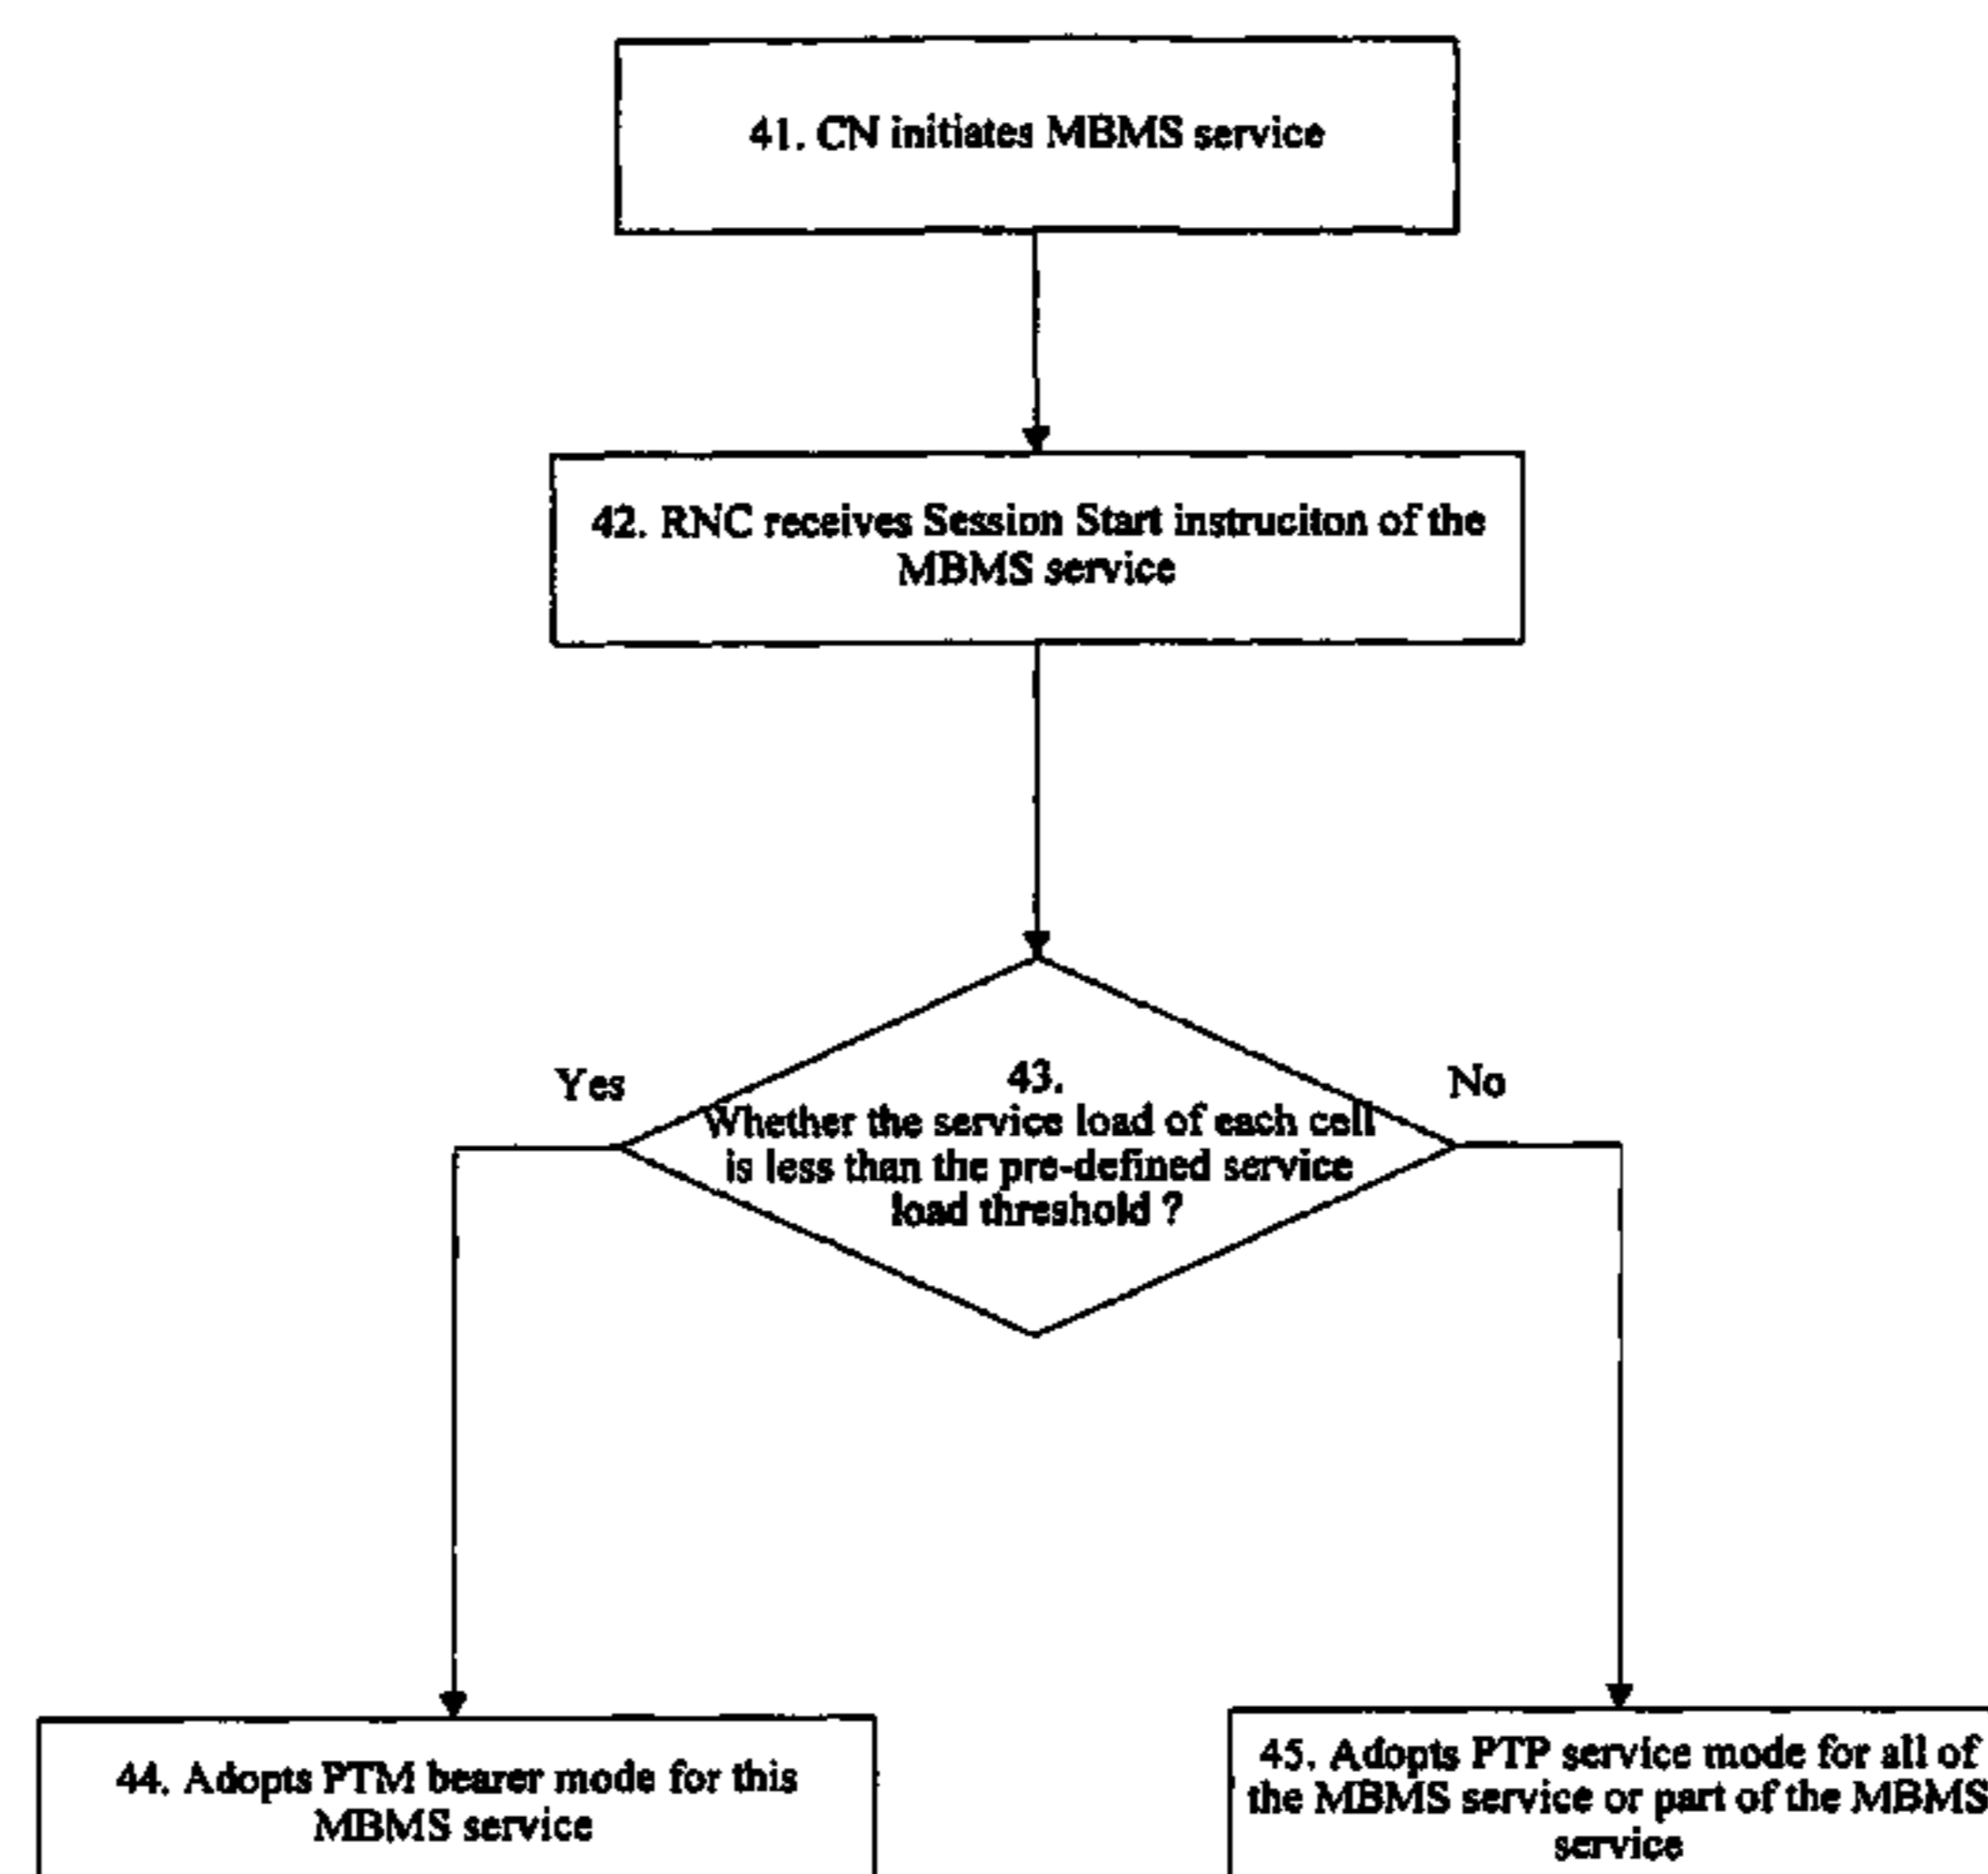 41. CN initiates MBMS service
42. RNC receives Session Start instruciton of the
MBMS service
Yes
No
43.
Whether the service load of each cell
is less than the pre-defined service
load threshold ?
44. Adopts PTM bearer mode for this
MBMS service
45. Adopts PTP service mode for all of
the MBMS service or part of the MBMS
service